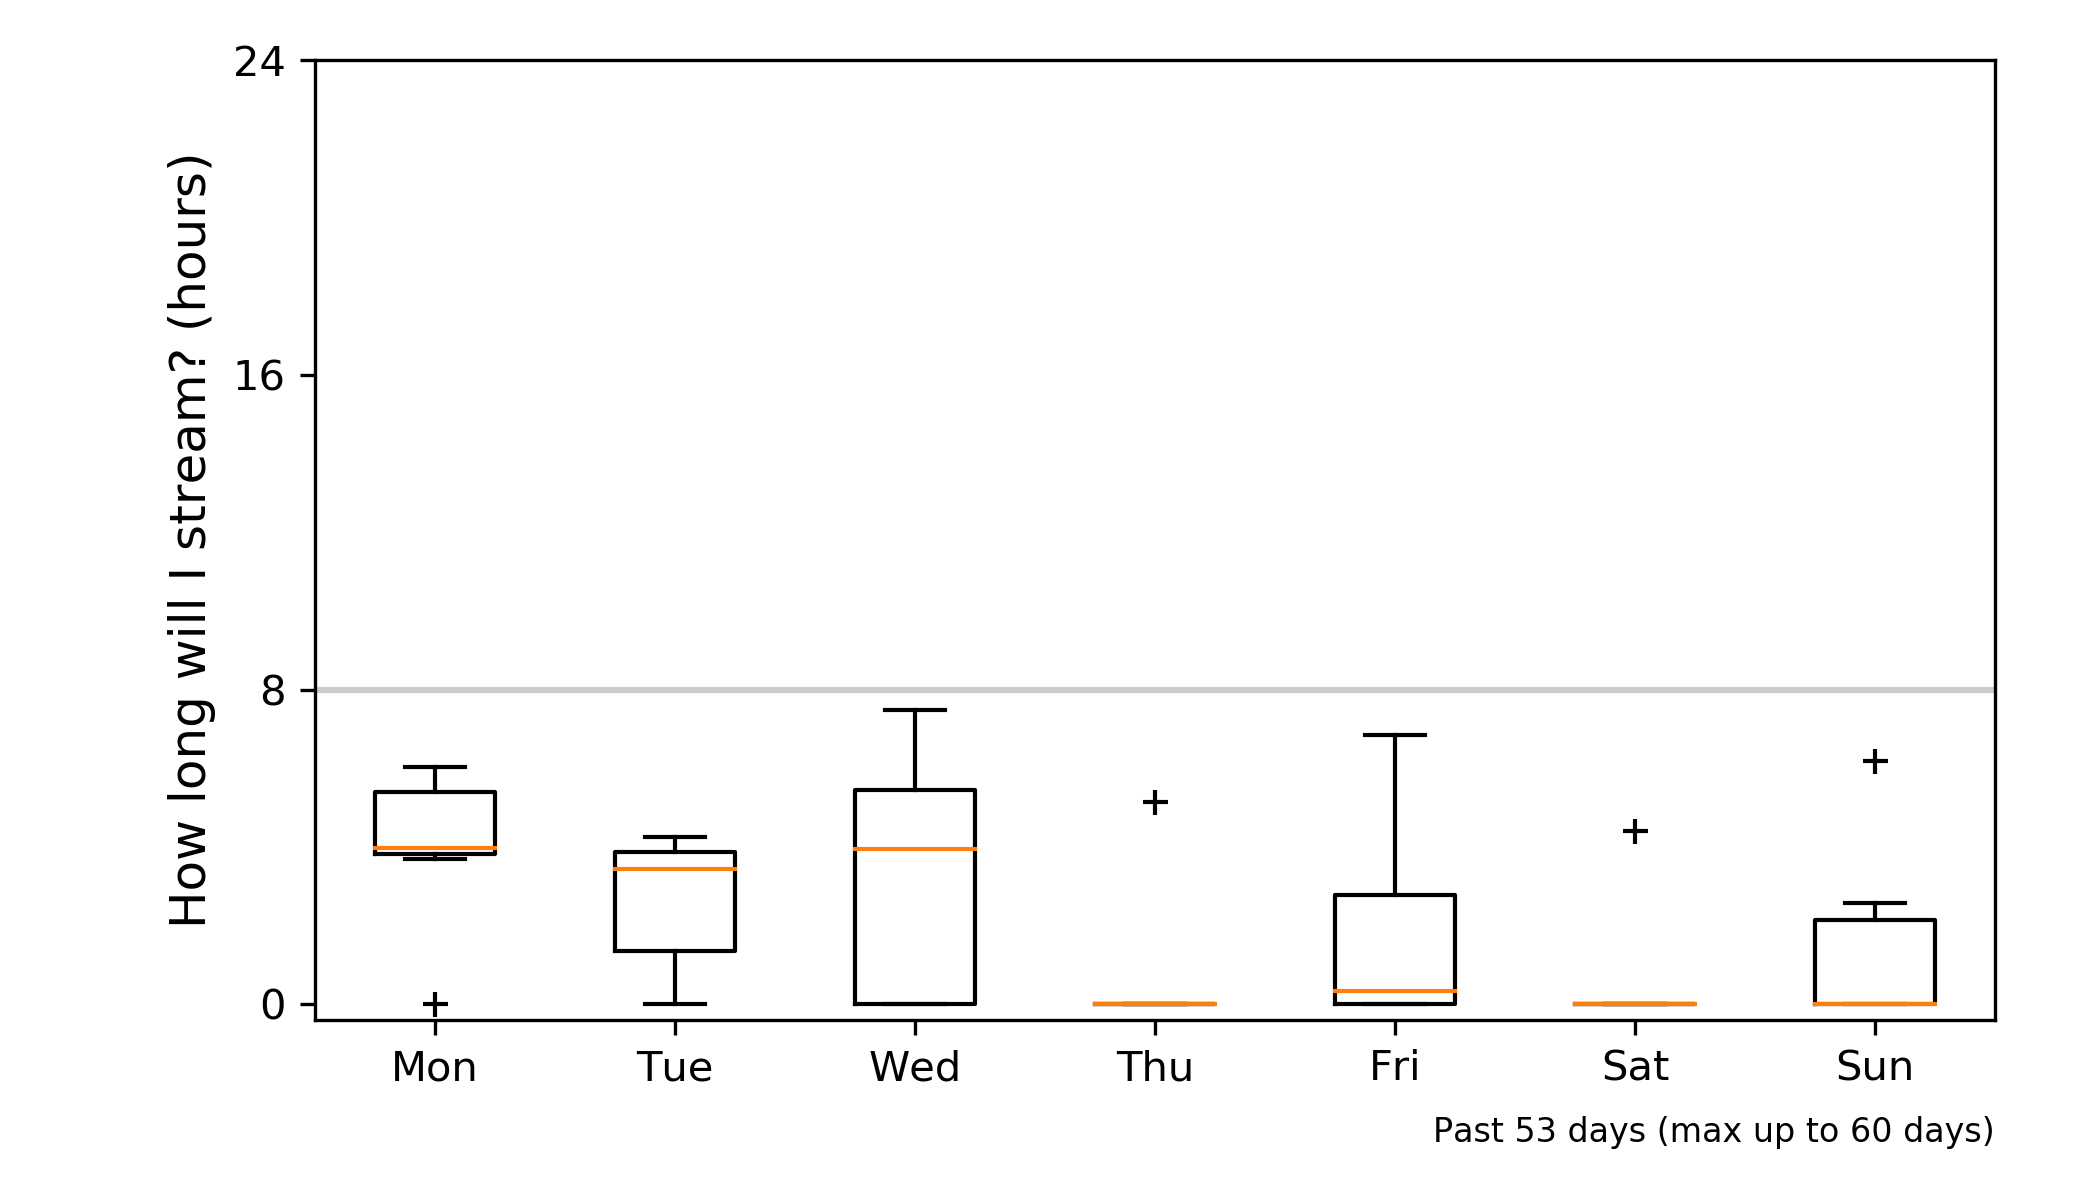 How long will I stream? (hours)
24
16
8
0
Mon Tue Wed Thu Fri Sat Sun
Past 53 days (max up to 60 days)